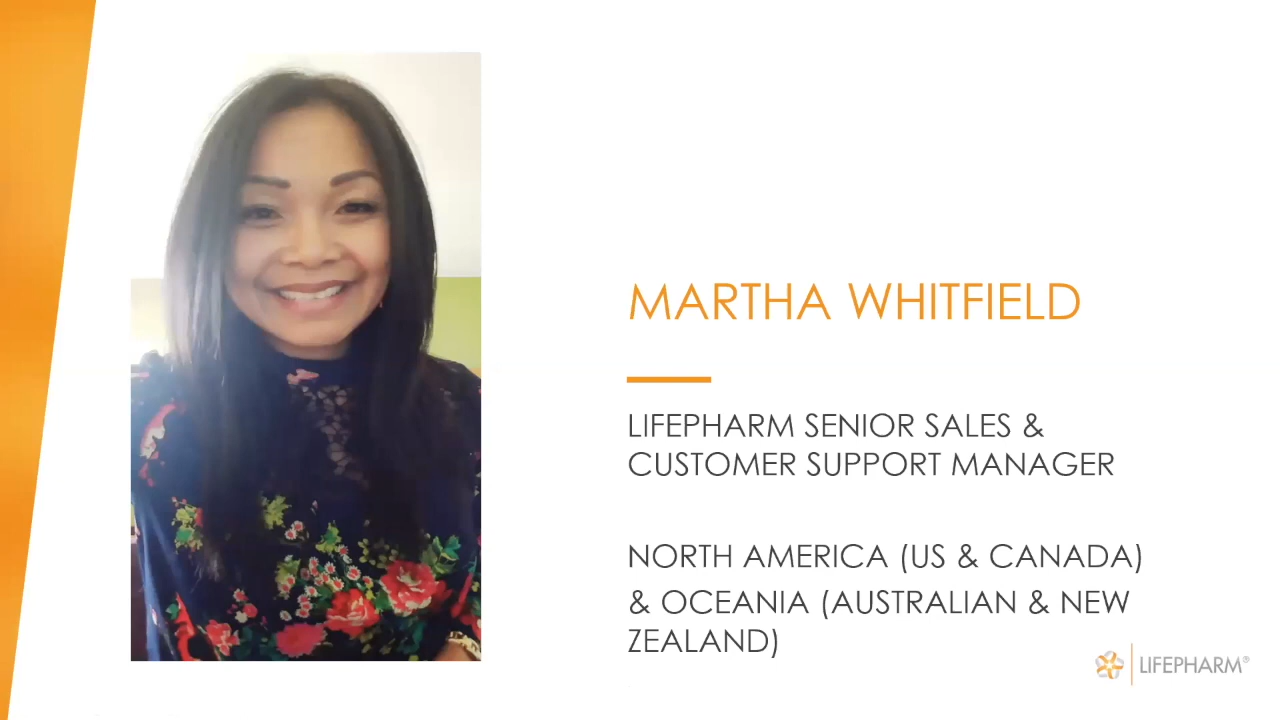 MARTHA WHITFIELD
LIFEPHARM SENIOR SALES &
CUSTOMER SUPPORT MANAGER
NORTH AMERICA (US & CANADA)
& OCEANIA (AUSTRALIAN & NEW
ZEALAND)
LIFEPHARM®